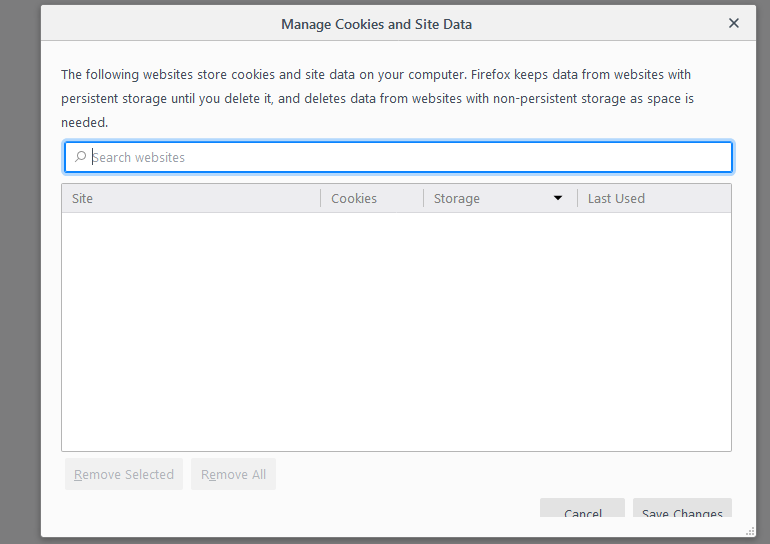 Manage Cookies and Site Data
The following websites store cookies and site data on your computer. Firefox keeps data from websites with
persistent storage until you delete it, and deletes data from websites with non-persistent storage as space is
needed.
Search websites
Site Cookies Storage Last Used
Remove Selected Remove All
Cancel Save Changes